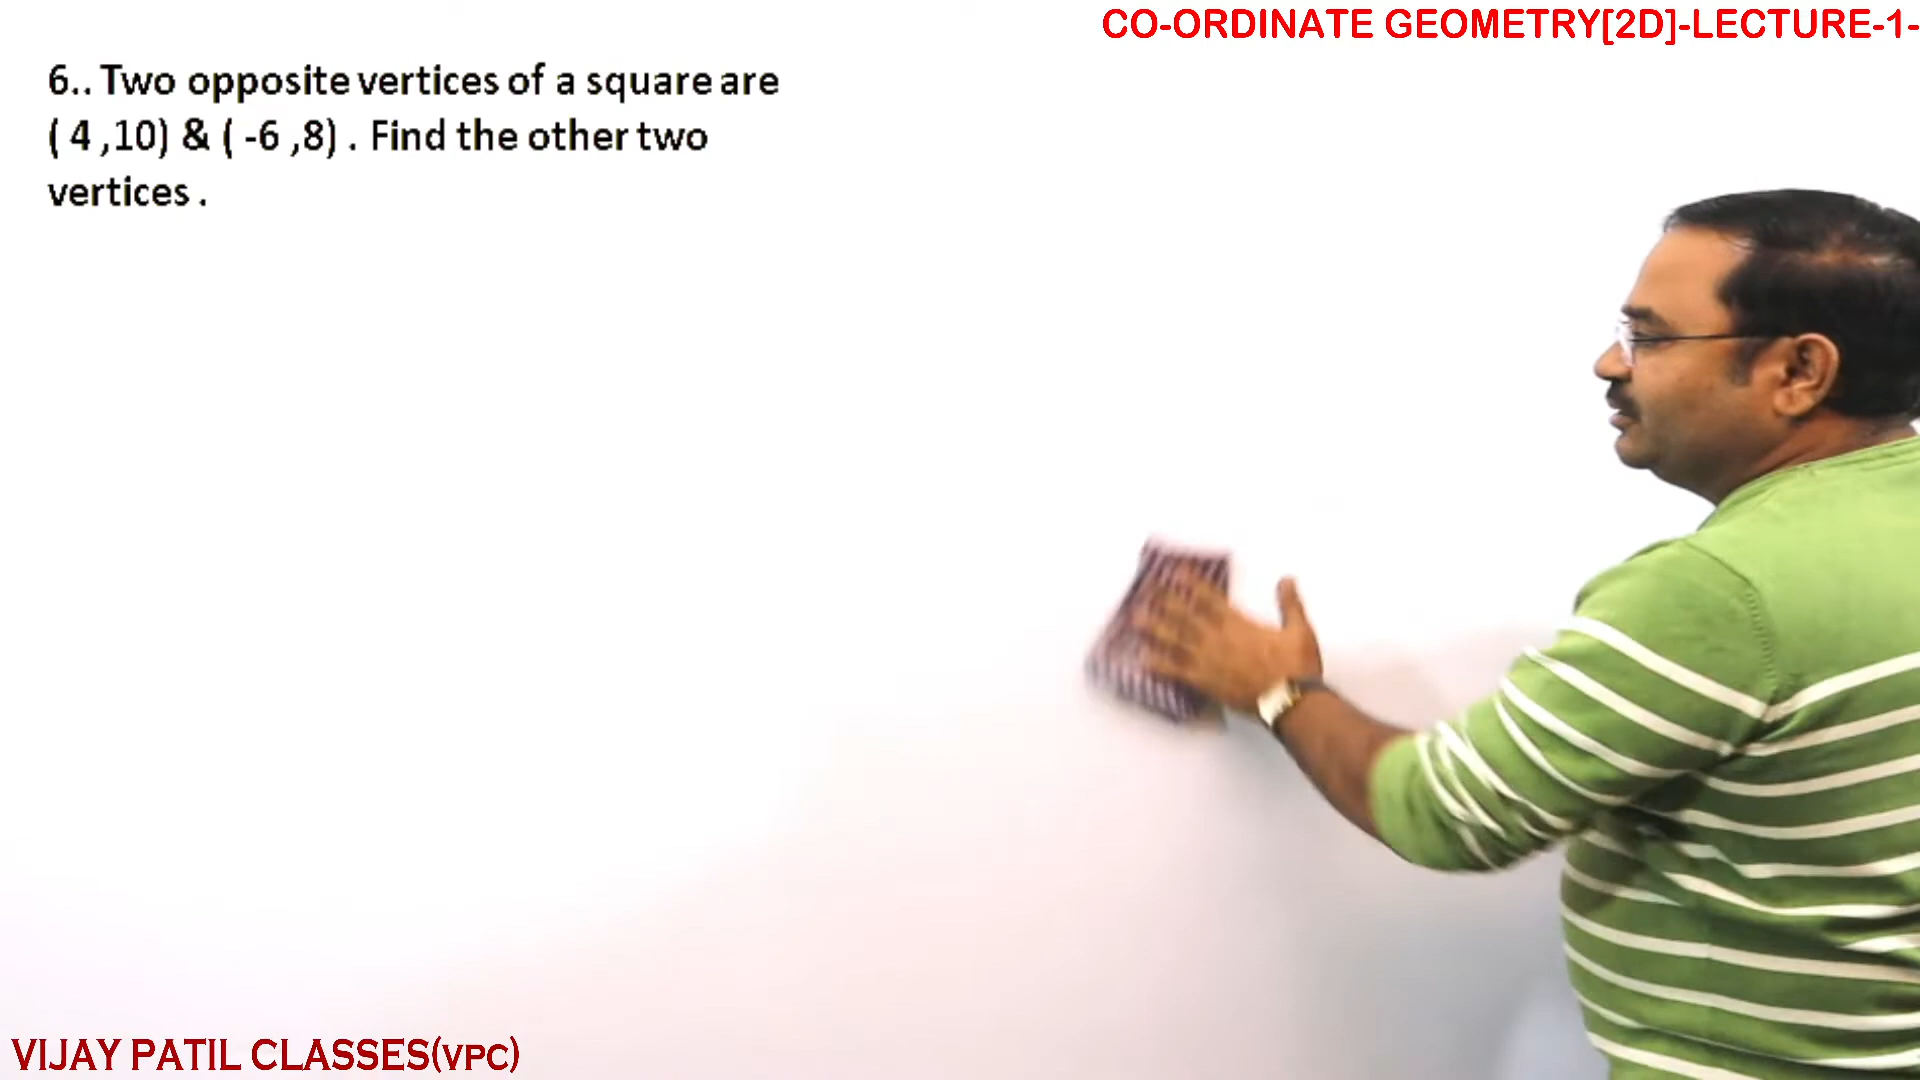 CO-ORDINATE GEOMETRY[2D]-LECTURE-1-
6.. Two opposite vertices of a square are
( 4 ,10) & ( -6 ,8) . Find the other two
vertices .
VIJAY PATIL CLASSES(VPC)